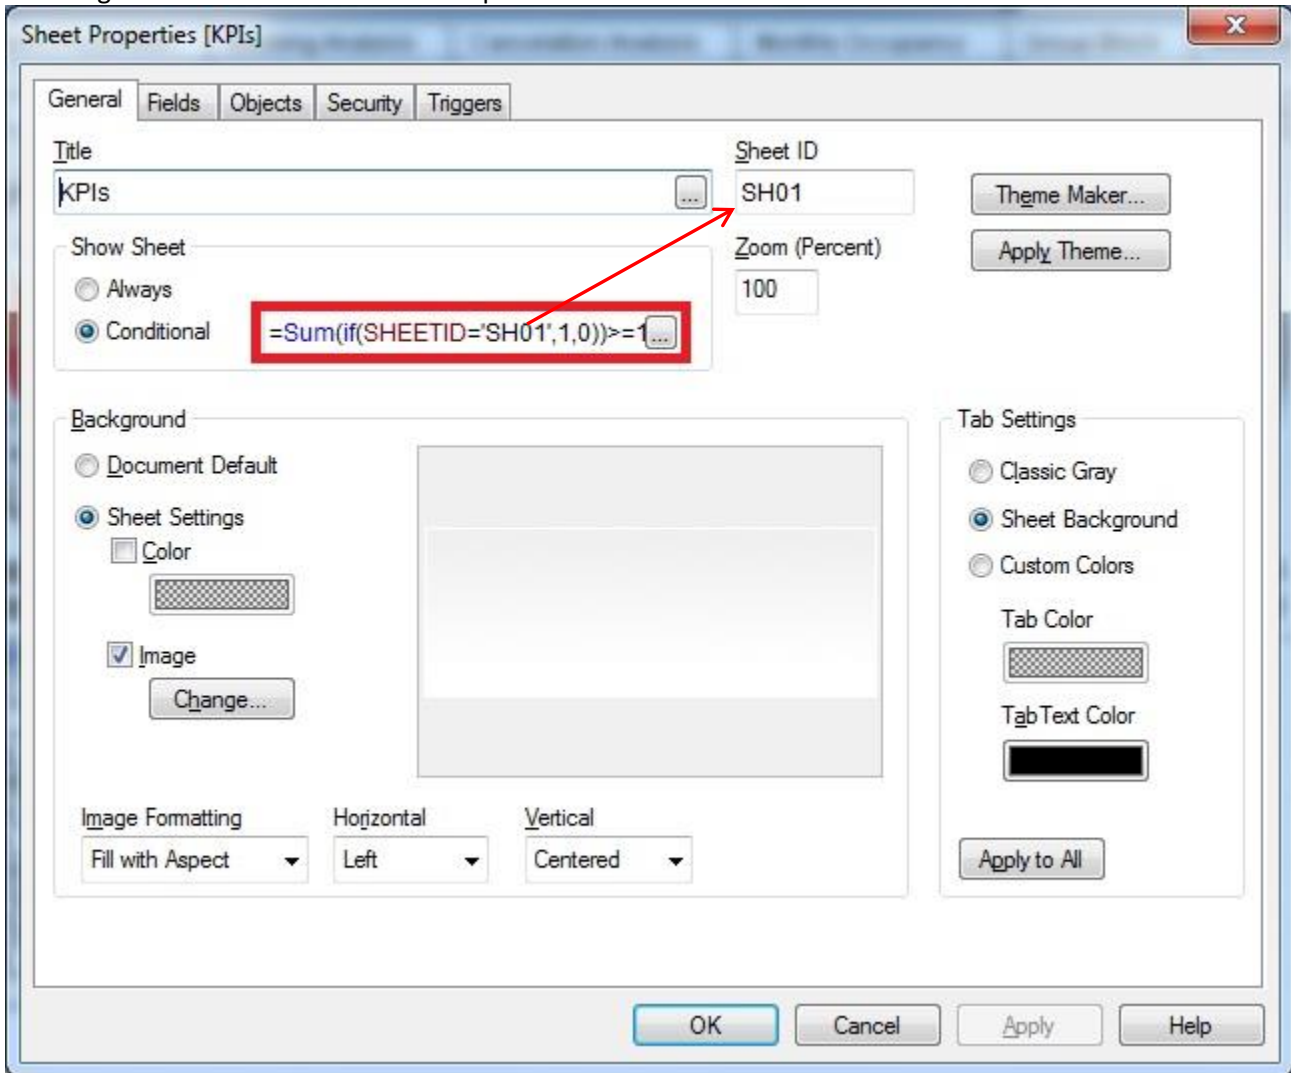 Sheet Properties [KPIs]
General Fields Objects Security Triggers
Title
KPIs ...
Sheet ID
SH01
Theme Maker...
Show Sheet
Always
Conditional =Sum(if(SHEETID='SH01',1,0))>=1 ...
Zoom (Percent)
100
Apply Theme...
Background
Document Default
Sheet Settings
Color
Image
Change...
Image Formatting Horizontal Vertical
Fill with Aspect Left Centered
Tab Settings
Classic Gray
Sheet Background
Custom Colors
Tab Color
Tab Text Color
Apply to All
OK Cancel Apply Help